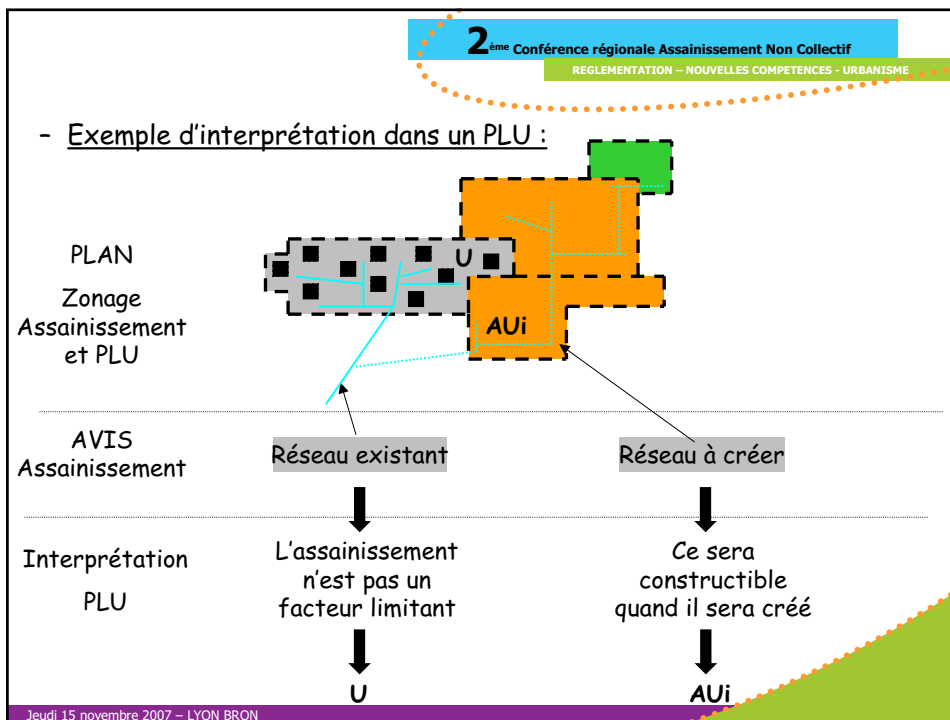 2ème Conférence régionale Assainissement Non Collectif
REGLEMENTATION – NOUVELLES COMPETENCES - URBANISME
- Exemple d'interprétation dans un PLU :
PLAN
Zonage
Assainissement
et PLU
U
AUi
AVIS
Assainissement
Réseau existant
Réseau à créer
Interprétation
PLU
L'assainissement
n'est pas un
facteur limitant
Ce sera
constructible
quand il sera créé
U
AUi
Jeudi 15 novembre 2007 – LYON BRON